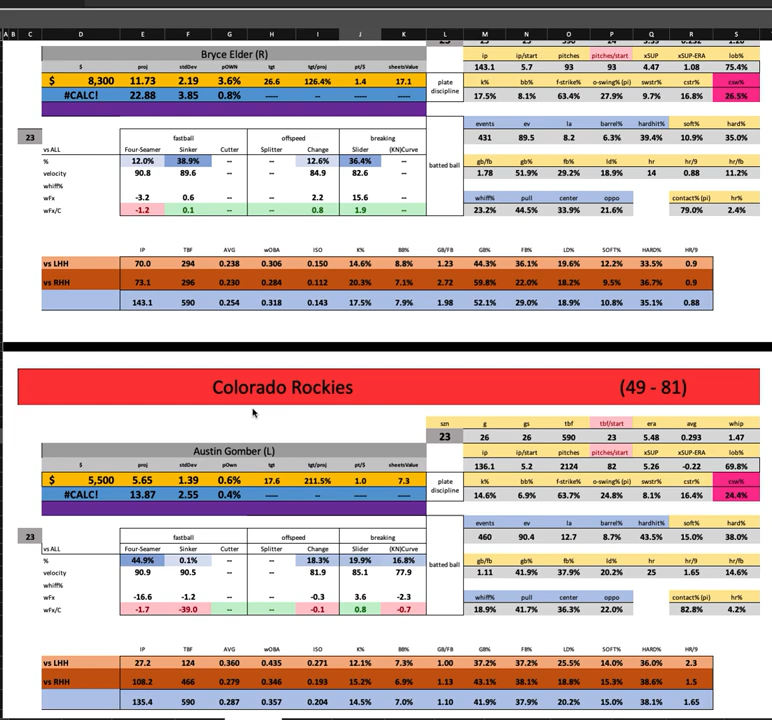 A B C D E F G H I J K L M N O P Q R S
Bryce Elder (R)
ip ip/start pitches pitches/start xSUP xSUP-ERA lob%
$ proj stdDev pOWN tgt tgt/proj pt/$ sheetsValue 143.1 5.7 93 93 4.47 1.08 75.4%
$ 8,300 11.73 2.19 3.6% 26.6 126.4% 1.4 17.1 plate discipline k% bb% f-strike% o-swing% (pi) swstr% cstr% csw%
#CALC! 22.88 3.85 0.8% ---- -- -- ---- 17.5% 8.1% 63.4% 27.9% 9.7% 16.8% 26.5%
events ev la barrel% hardhit% soft% hard%
23 fastball offspeed breaking 431 89.5 8.2 6.3% 39.4% 10.9% 35.0%
vs ALL Four-Seamer Sinker Cutter Splitter Change Slider (KN)Curve batted ball
% 12.0% 38.9% -- -- 12.6% 36.4% -- gb/fb gb% fb% ld% hr hr/9 hr/fb
velocity 90.8 89.6 -- -- 84.9 82.6 -- 1.78 51.9% 29.2% 18.9% 14 0.88 11.2%
whiff%
wFx -3.2 0.6 2.2 15.6 whiff% pull center oppo contact% (pi) hr%
wFx/C -1.2 0.1 -- -- 0.8 1.9 -- 23.2% 44.5% 33.9% 21.6% 79.0% 2.4%
IP TBF AVG wOBA ISO K% BB% GB/FB GB% FB% LD% SOFT% HARD% HR/9
vs LHH 70.0 294 0.238 0.306 0.150 14.6% 8.8% 1.23 44.3% 36.1% 19.6% 12.2% 33.5% 0.9
vs RHH 73.1 296 0.230 0.284 0.112 20.3% 7.1% 2.72 59.8% 22.0% 18.2% 9.5% 36.7% 0.9
143.1 590 0.254 0.318 0.143 17.5% 7.9% 1.98 52.1% 29.0% 18.9% 10.8% 35.1% 0.88
Colorado Rockies (49 - 81)
szn g gs tbf tbf/start era avg whip
23 26 26 590 23 5.48 0.293 1.47
Austin Gomber (L) ip ip/start pitches pitches/start xSUP xSUP-ERA lob%
$ proj stdDev pOwn tgt tgt/proj pt/$ sheetsValue 136.1 5.2 2124 82 5.26 -0.22 69.8%
$ 5,500 5.65 1.39 0.6% 17.6 211.5% 1.0 7.3 plate discipline k% bb% f-strike% o-swing% (pi) swstr% cstr% csw%
#CALC! 13.87 2.55 0.4% ---- -- -- ---- 14.6% 6.9% 63.7% 24.8% 8.1% 16.4% 24.4%
events ev la barrel% hardhit% soft% hard%
23 fastball offspeed breaking 460 90.4 12.7 8.7% 43.5% 15.0% 38.0%
vs ALL Four-Seamer Sinker Cutter Splitter Change Slider (KN)Curve batted ball
% 44.9% 0.1% -- -- 18.3% 19.9% 16.8% gb/fb gb% fb% ld% hr hr/9 hr/fb
velocity 90.9 90.5 -- -- 81.9 85.1 77.9 1.11 41.9% 37.9% 20.2% 25 1.65 14.6%
whiff%
wFx -16.6 -1.2 -0.3 3.6 -2.3 whiff% pull center oppo contact% (pi) hr%
wFx/C -1.7 -39.0 -- -- -0.1 0.8 -0.7 18.9% 41.7% 36.3% 22.0% 82.8% 4.2%
IP TBF AVG wOBA ISO K% BB% GB/FB GB% FB% LD% SOFT% HARD% HR/9
vs LHH 27.2 124 0.360 0.435 0.271 12.1% 7.3% 1.00 37.2% 37.2% 25.5% 14.0% 36.0% 2.3
vs RHH 108.2 466 0.279 0.346 0.193 15.2% 6.9% 1.13 43.1% 38.1% 18.8% 15.3% 38.6% 1.5
135.4 590 0.287 0.357 0.204 14.5% 7.0% 1.10 41.9% 37.9% 20.2% 15.0% 38.1% 1.65